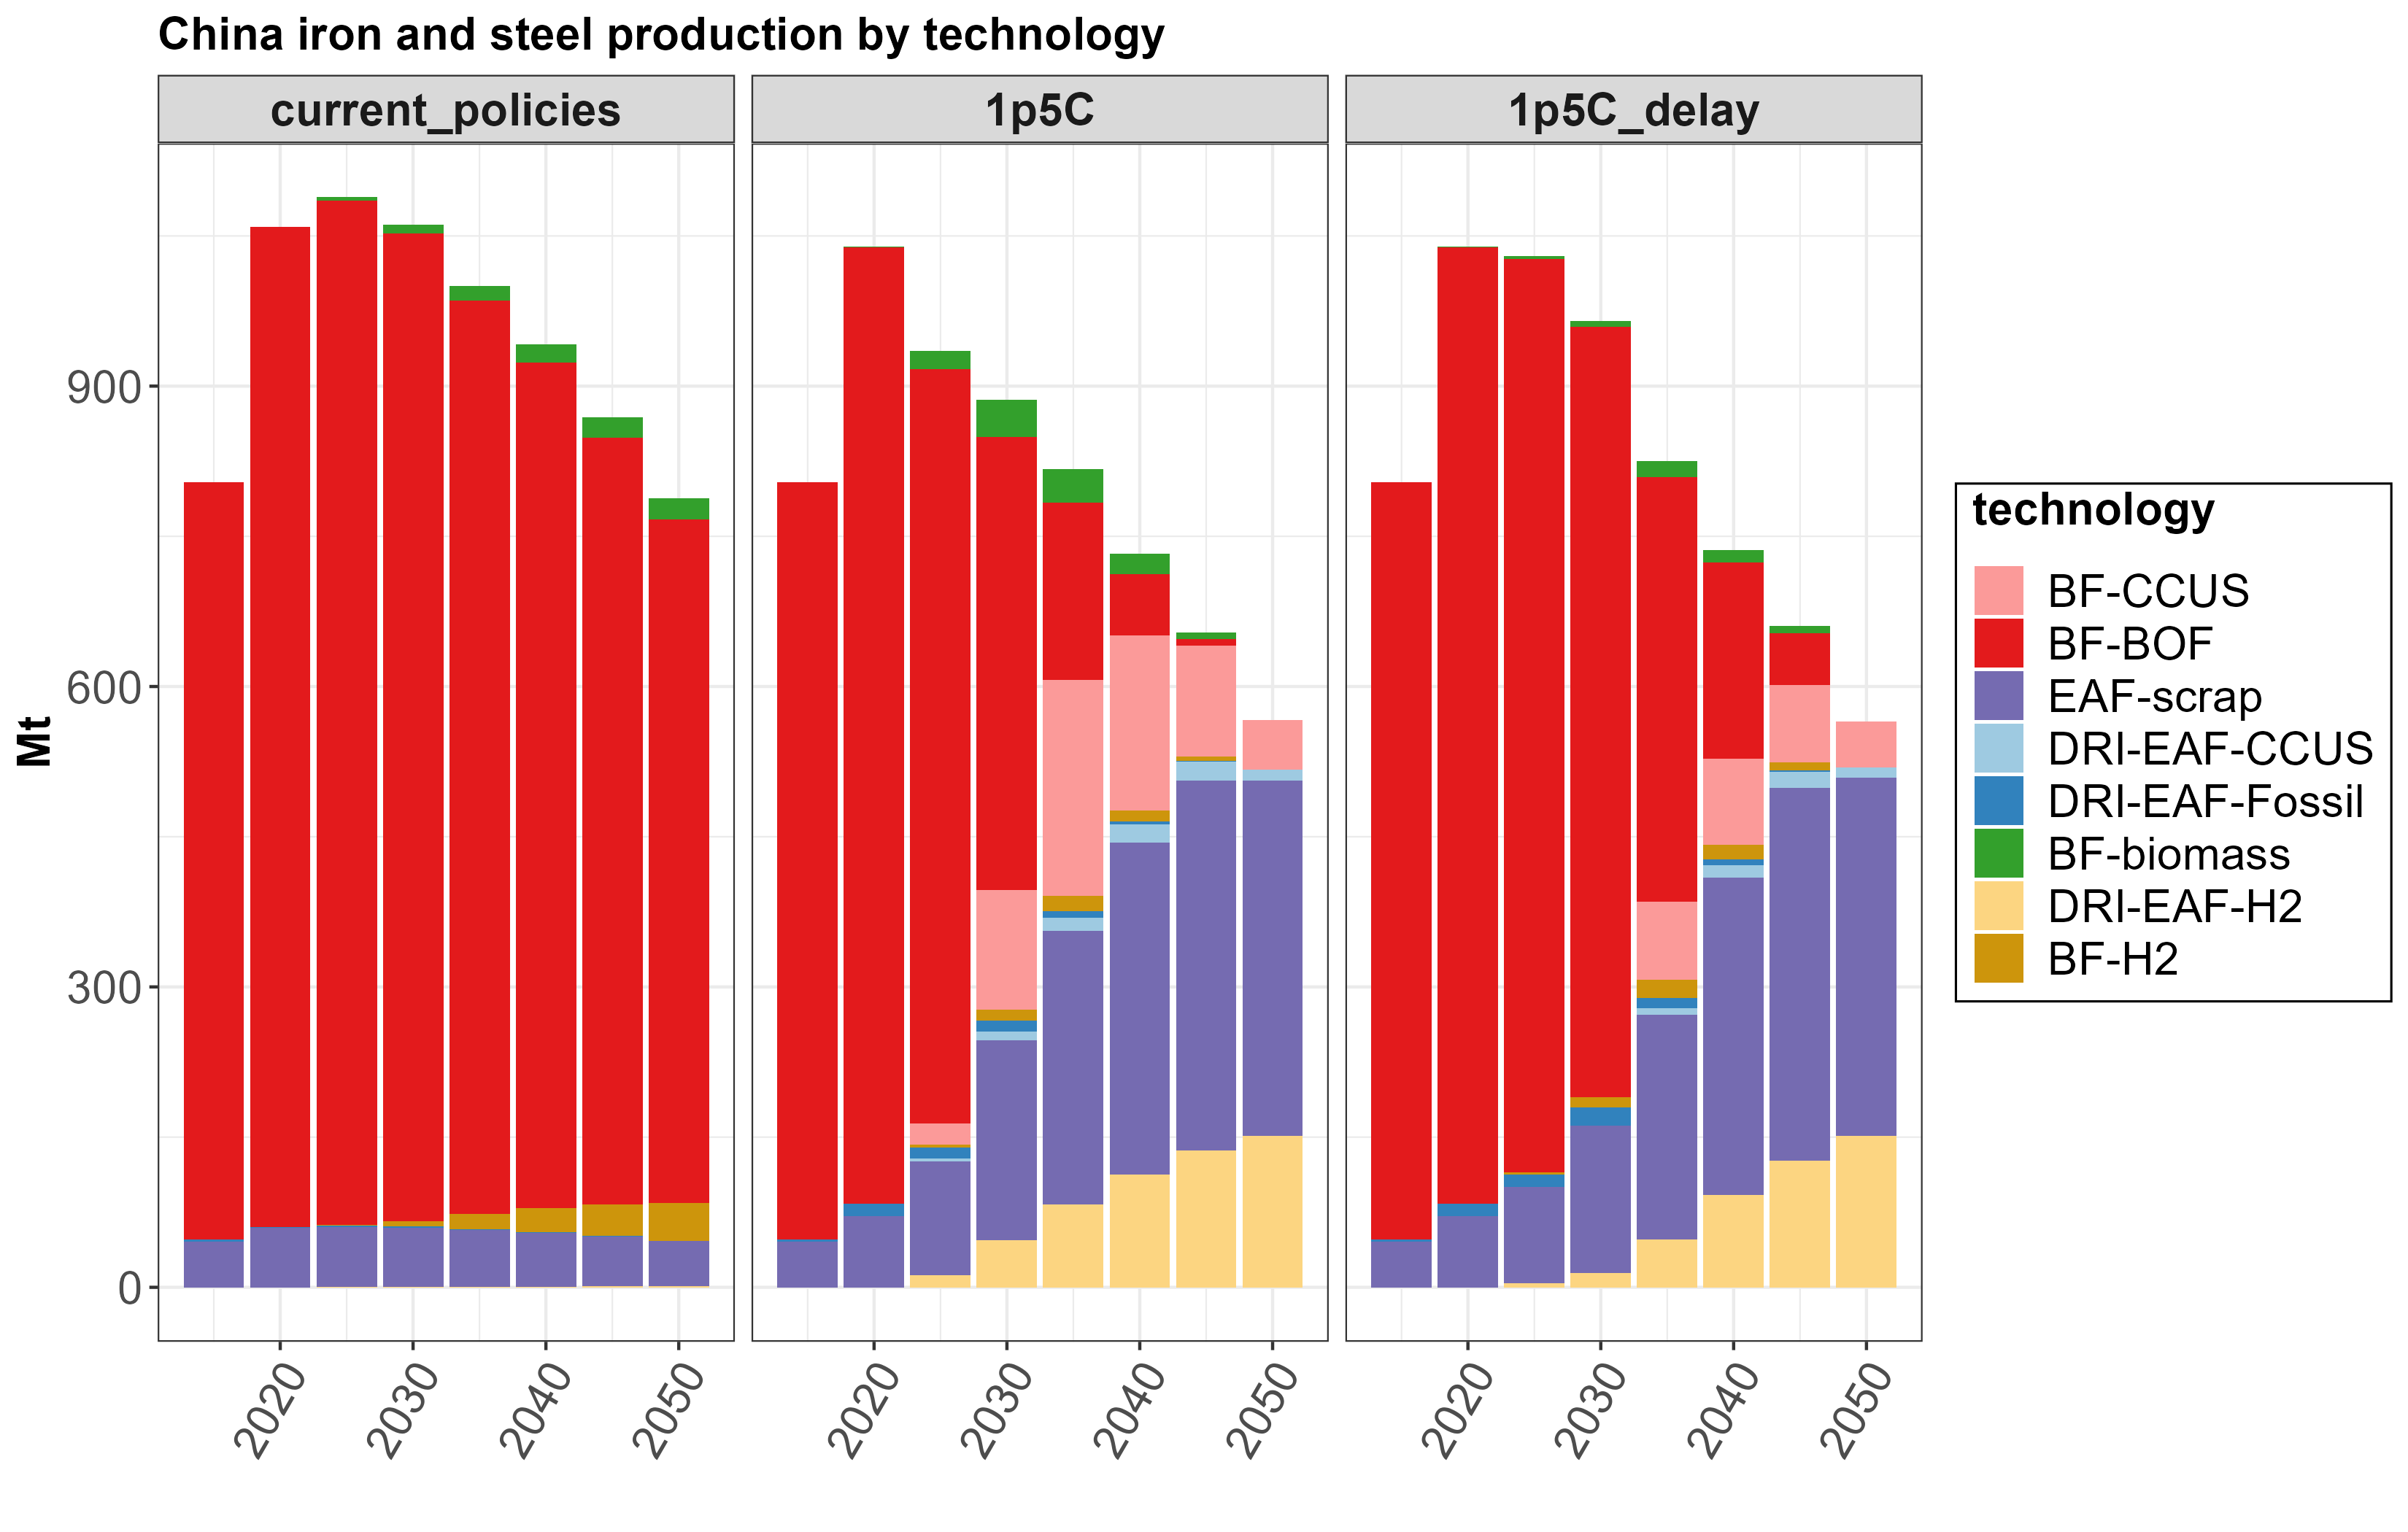 China iron and steel production by technology
current_policies
1p5C
1p5C_delay
Mt
900
600
300
0
2020
2030
2040
2050
2020
2030
2040
2050
2020
2030
2040
2050
technology
BF-CCUS
BF-BOF
EAF-scrap
DRI-EAF-CCUS
DRI-EAF-Fossil
BF-biomass
DRI-EAF-H2
BF-H2